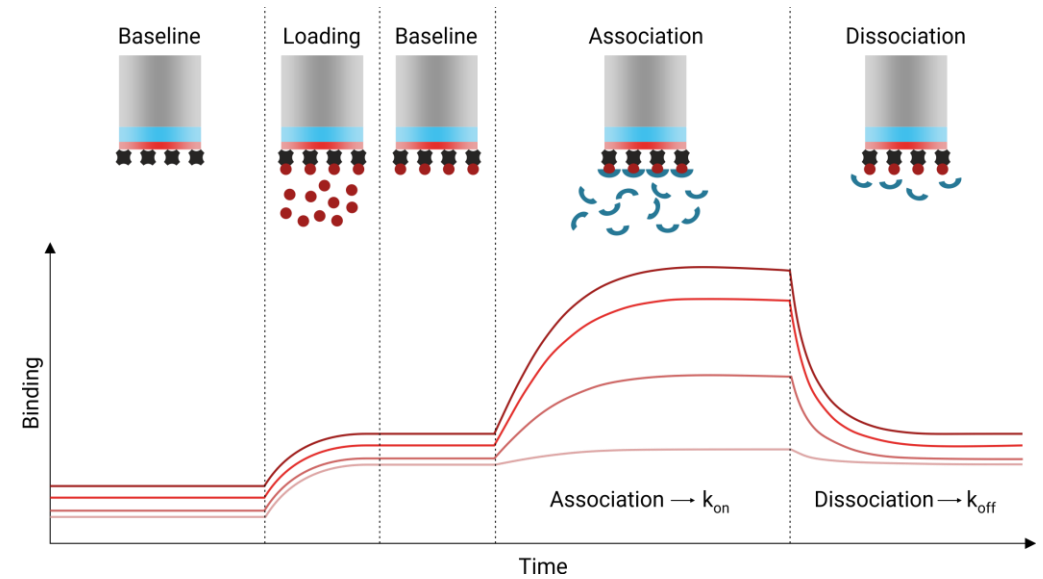 Baseline
Loading
Baseline
Association
Dissociation
Binding
Association → kon
Dissociation → koff
Time